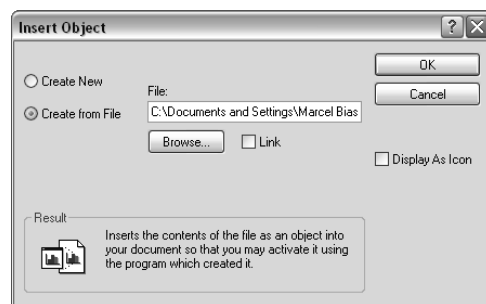 Insert Object
Create New
Create from File
File:
C:\Documents and Settings\Marcel Bias
Browse...
Link
OK
Cancel
Display As Icon
Result
Inserts the contents of the file as an object into
your document so that you may activate it using
the program which created it.